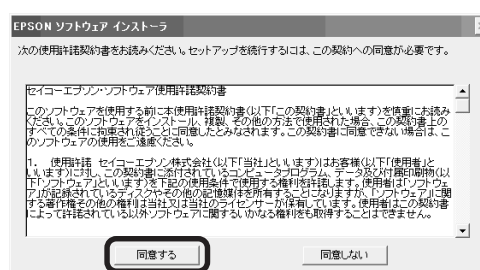 EPSON ソフトウェア インストーラ
次の使用許諾契約書をお読みください。セットアップを続行するには、この契約への同意が必要です。
セイコーエプソン・ソフトウェア使用許諾契約書
このソフトウェアを使用する前に本使用許諾契約書(以下「この契約書」といいます)を慎重にお読み
ください。このソフトウェアをインストール、複製、その他の方法で使用された場合、この契約書上の
すべての条件に拘束され従うことに同意したとみなされます。この契約書に同意できない場合は、こ
のソフトウェアの使用をご遠慮ください。
1. 使用許諾 セイコーエプソン株式会社(以下「当社」といいます)はお客様(以下「使用者」と
いいます)に対し、この契約書に添付されているコンピュータプログラム、データ及び付属印刷物(以
下「ソフトウェア」といいます)を下記の使用条件で使用する権利を許諾します。使用者は「ソフトウェ
ア」が記録されているディスクやその他の記憶媒体を所有することになりますが、「ソフトウェア」に関
する著作権その他の権利は当社又は当社のライセンサーが保有しています。使用者はこの契約書
によって許諾されている以外ソフトウェアに関するいかなる権利をも取得することはできません。
同意する
同意しない